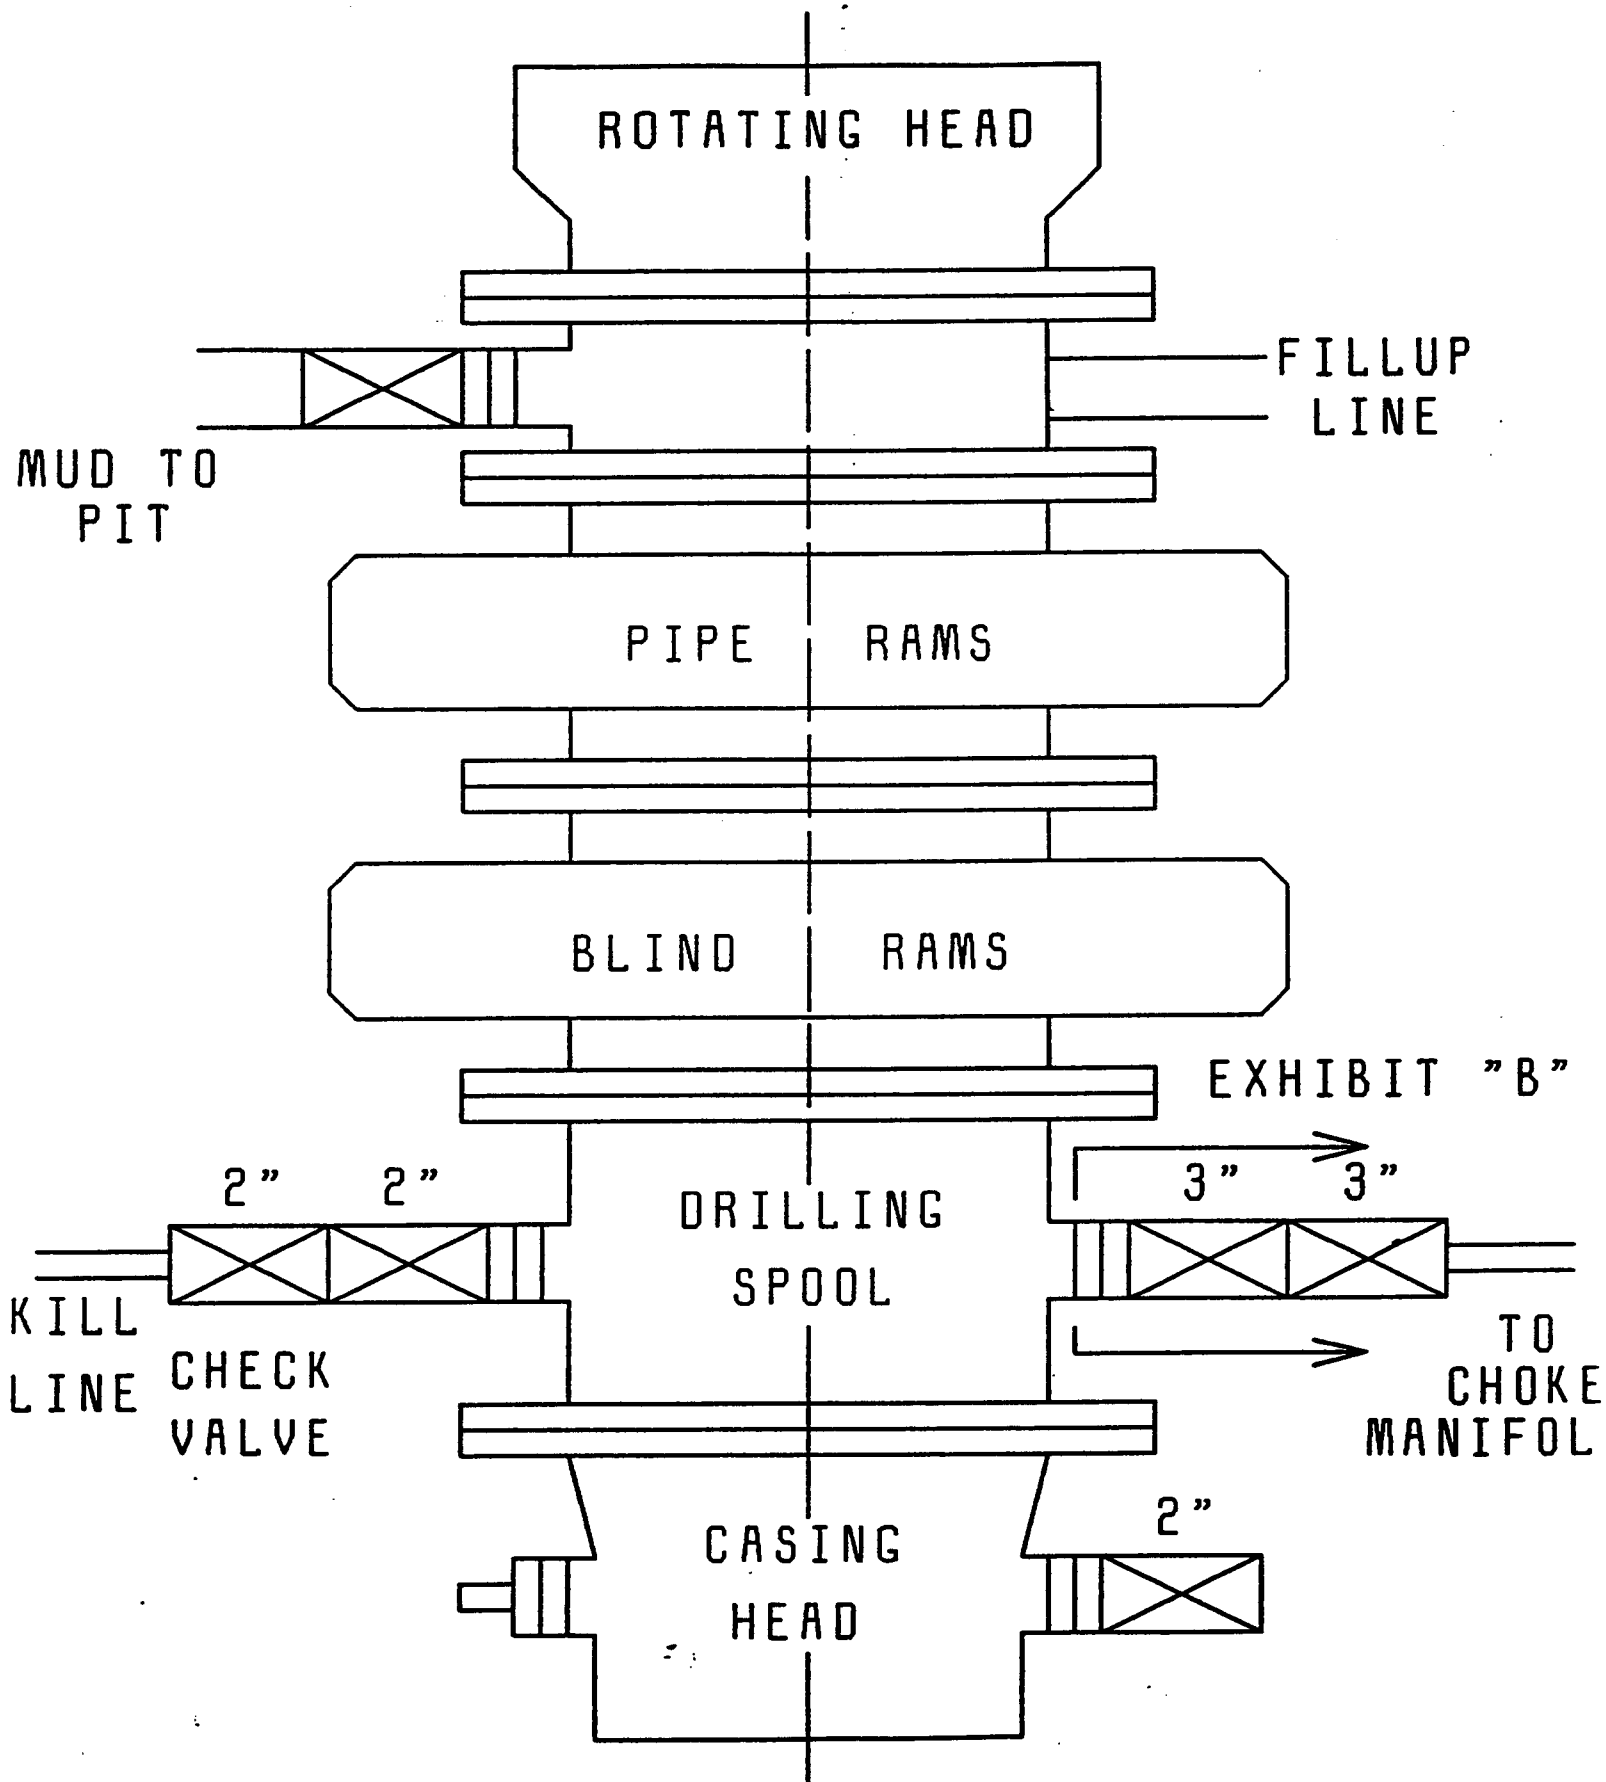 ROTATING HEAD
FILLUP
LINE
MUD TO
PIT
PIPE RAMS
BLIND RAMS
EXHIBIT "B"
2" 2"
3" 3"
DRILLING
SPOOL
KILL
LINE
CHECK
VALVE
TO
CHOKE
MANIFOL
2"
CASING
HEAD